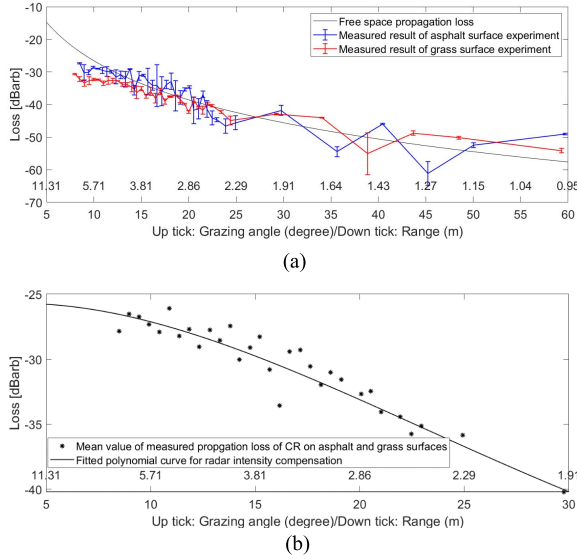 -10
-20
-30
-40
-50
-60
-70
Loss [dBarb]
Free space propagation loss
Measured result of asphalt surface experiment
Measured result of grass surface experiment
11.31 5.71 3.81 2.86 2.29 1.91 1.64 1.43 1.27 1.15 1.04 0.95
5 10 15 20 25 30 35 40 45 50 55 60
Up tick: Grazing angle (degree)/Down tick: Range (m)
(a)
-25
-30
-35
-40
Loss [dBarb]
Mean value of measured propgation loss of CR on asphalt and grass surfaces
Fitted polynomial curve for radar intensity compensation
11.31 5.71 3.81 2.86 2.29 1.91
5 10 15 20 25 30
Up tick: Grazing angle (degree)/Down tick: Range (m)
(b)